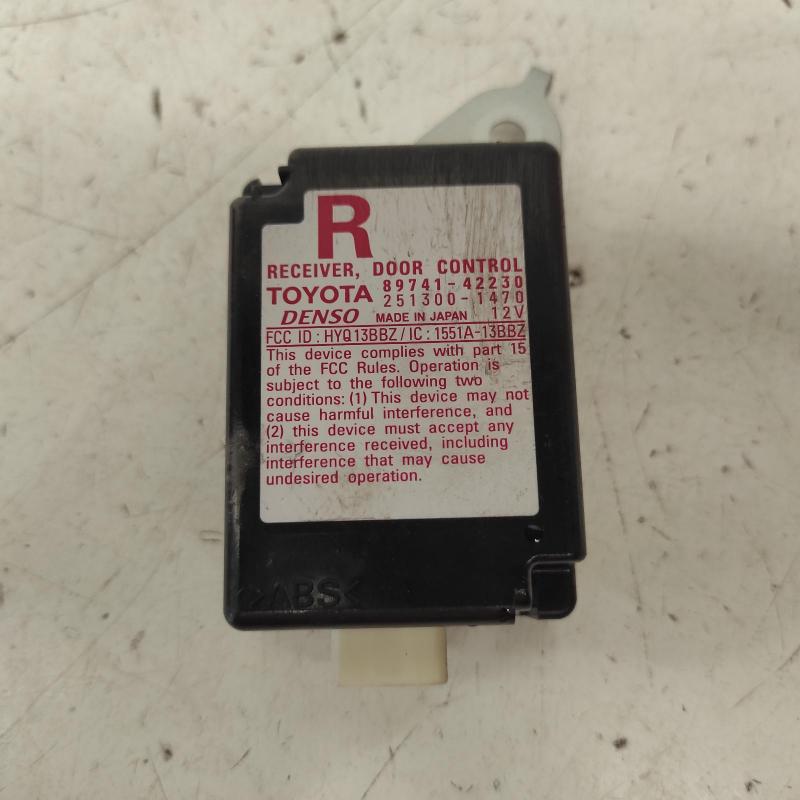 R
RECEIVER, DOOR CONTROL
TOYOTA 89741-42230
DENSO 251300-1470
MADE IN JAPAN 12V
FCC ID : HYQ13BBZ / IC : 1551A-13BBZ
This device complies with part 15
of the FCC Rules. Operation is
subject to the following two
conditions: (1) This device may not
cause harmful interference, and
(2) this device must accept any
interference received, including
interference that may cause
undesired operation.
>ABS<